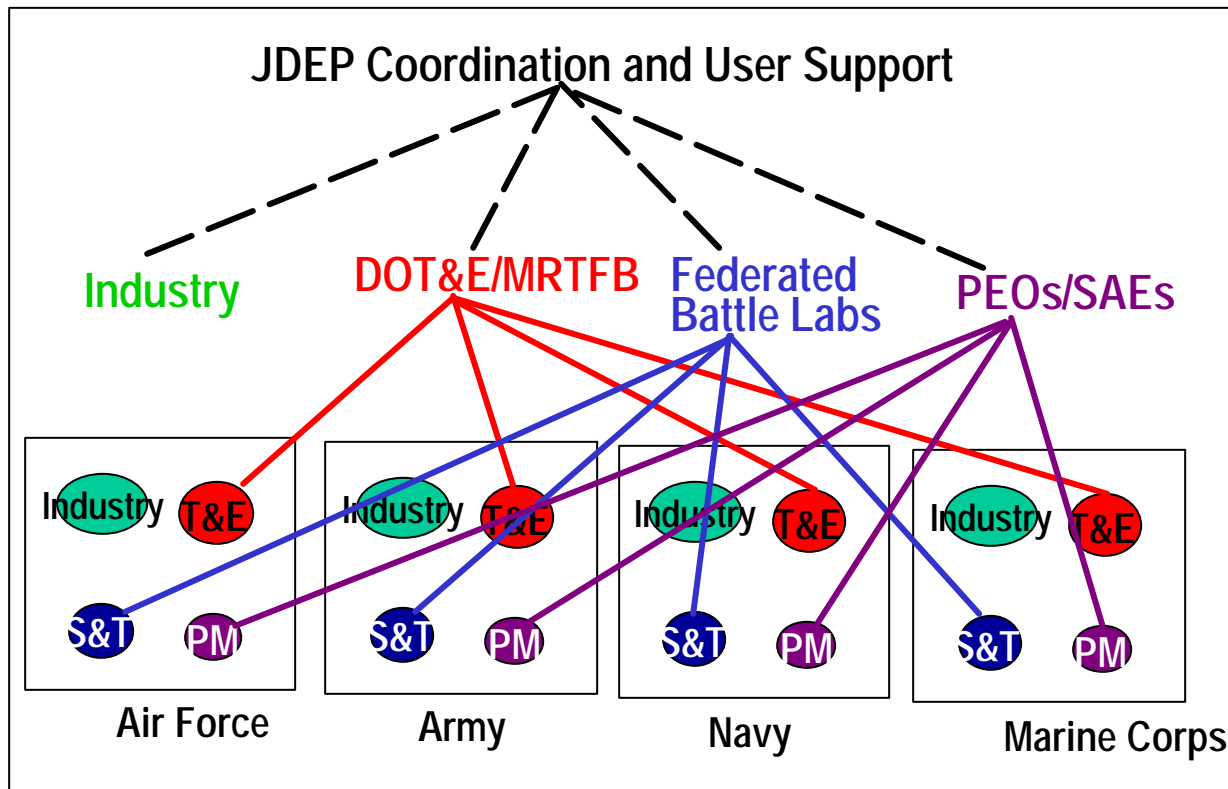 JDEP Coordination and User Support
Industry
DOT&E/MRTFB
Federated
Battle Labs
PEOs/SAEs
Industry
T&E
S&T
PM
Air Force
Industry
T&E
S&T
PM
Army
Industry
T&E
S&T
PM
Navy
Industry
T&E
S&T
PM
Marine Corps